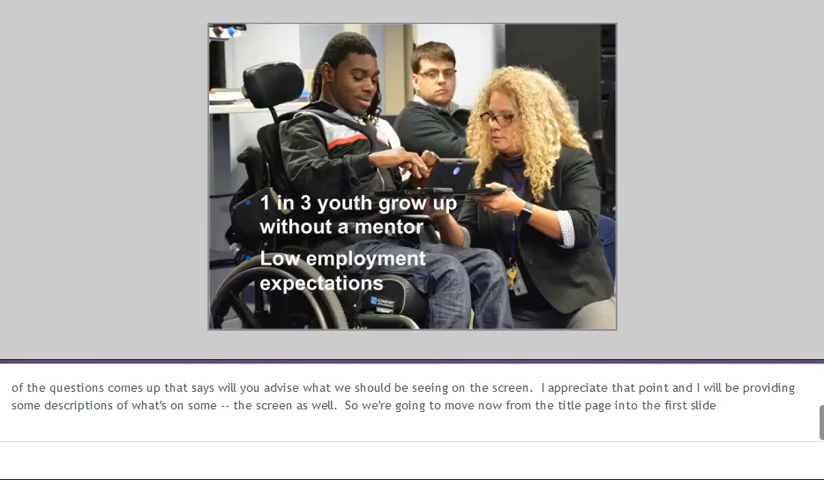 1 in 3 youth grow up
without a mentor
Low employment
expectations
of the questions comes up that says will you advise what we should be seeing on the screen.  I appreciate that point and I will be providing
some descriptions of what's on some -- the screen as well.  So we're going to move now from the title page into the first slide